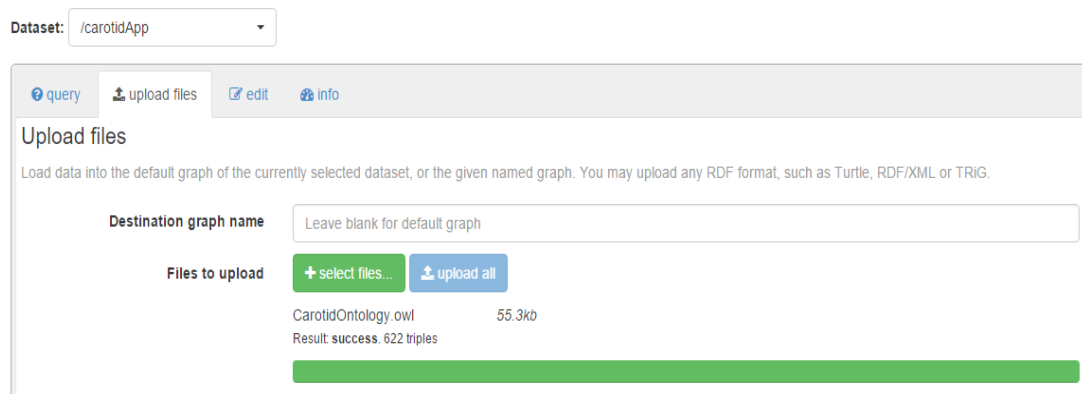 Dataset: /carotidApp
query upload files edit info
Upload files
Load data into the default graph of the currently selected dataset, or the given named graph. You may upload any RDF format, such as Turtle, RDF/XML or TRiG.
Destination graph name Leave blank for default graph
Files to upload + select files... upload all
CarotidOntology.owl 55.3kb
Result: success. 622 triples